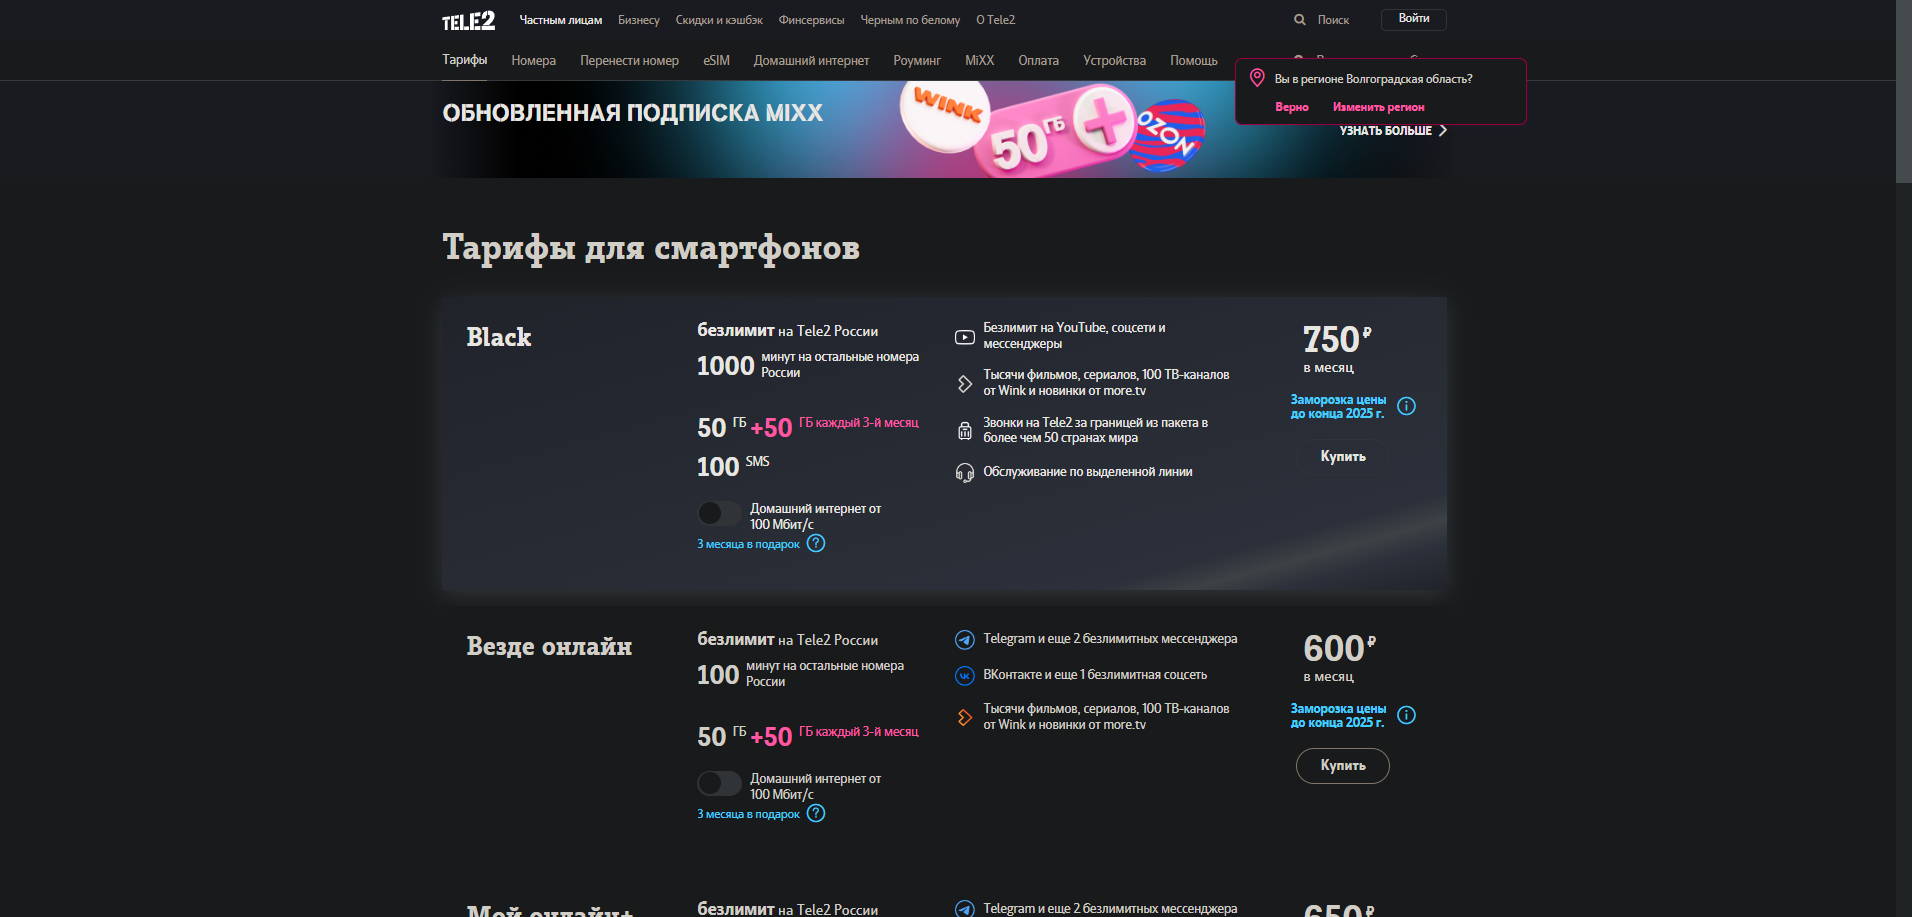 TELE2
Частным лицам Бизнесу Скидки и кэшбэк Финсервисы Черным по белому О Tele2 Поиск Войти
Тарифы Номера Перенести номер eSIM Домашний интернет Роуминг MiXX Оплата Устройства Помощь
Вы в регионе Волгоградская область?
Верно Изменить регион
ОБНОВЛЕННАЯ ПОДПИСКА MIXX
WINK
50 ГБ
+
OZON
УЗНАТЬ БОЛЬШЕ
Тарифы для смартфонов
Black
безлимит на Tele2 России
1000 минут на остальные номера
России
50 ГБ +50 ГБ каждый 3-й месяц
100 SMS
Домашний интернет от
100 Мбит/с
3 месяца в подарок ?
Безлимит на YouTube, соцсети и
мессенджеры
Тысячи фильмов, сериалов, 100 ТВ-каналов
от Wink и новинки от more.tv
Звонки на Tele2 за границей из пакета в
более чем 50 странах мира
Обслуживание по выделенной линии
750 ₽
в месяц
Заморозка цены
до конца 2025 г.
Купить
Везде онлайн
безлимит на Tele2 России
100 минут на остальные номера
России
50 ГБ +50 ГБ каждый 3-й месяц
Домашний интернет от
100 Мбит/с
3 месяца в подарок ?
Telegram и еще 2 безлимитных мессенджера
ВКонтакте и еще 1 безлимитная соцсеть
Тысячи фильмов, сериалов, 100 ТВ-каналов
от Wink и новинки от more.tv
600 ₽
в месяц
Заморозка цены
до конца 2025 г.
Купить
Мой онлайн+
безлимит на Tele2 России
Telegram и еще 2 безлимитных мессенджера
650 ₽